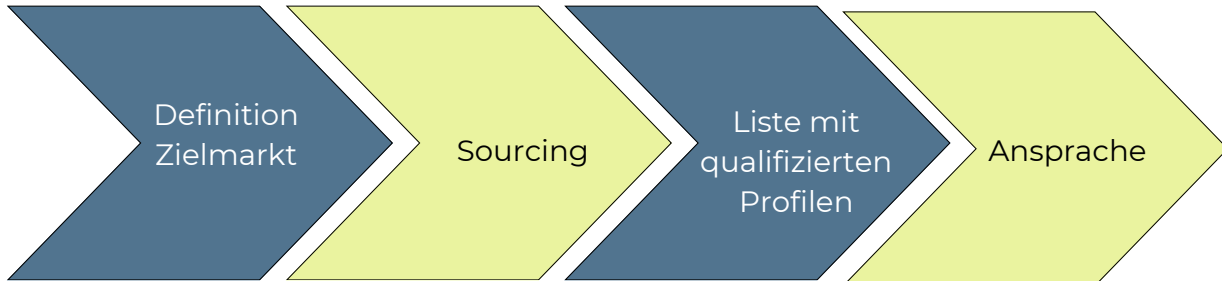 Definition
Zielmarkt
Sourcing
Liste mit
qualifizierten
Profilen
Ansprache